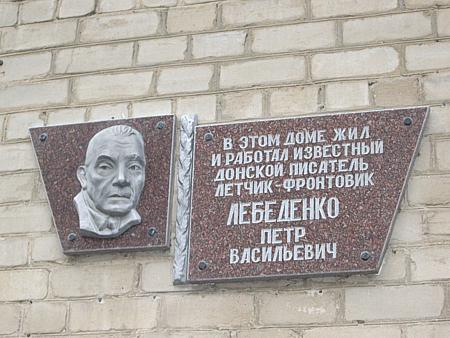 В ЭТОМ ДОМЕ ЖИЛ
И РАБОТАЛ ИЗВЕСТНЫЙ
ДОНСКОЙ ПИСАТЕЛЬ
ЛЕТЧИК-ФРОНТОВИК
ЛЕБЕДЕНКО
ПЕТР
ВАСИЛЬЕВИЧ